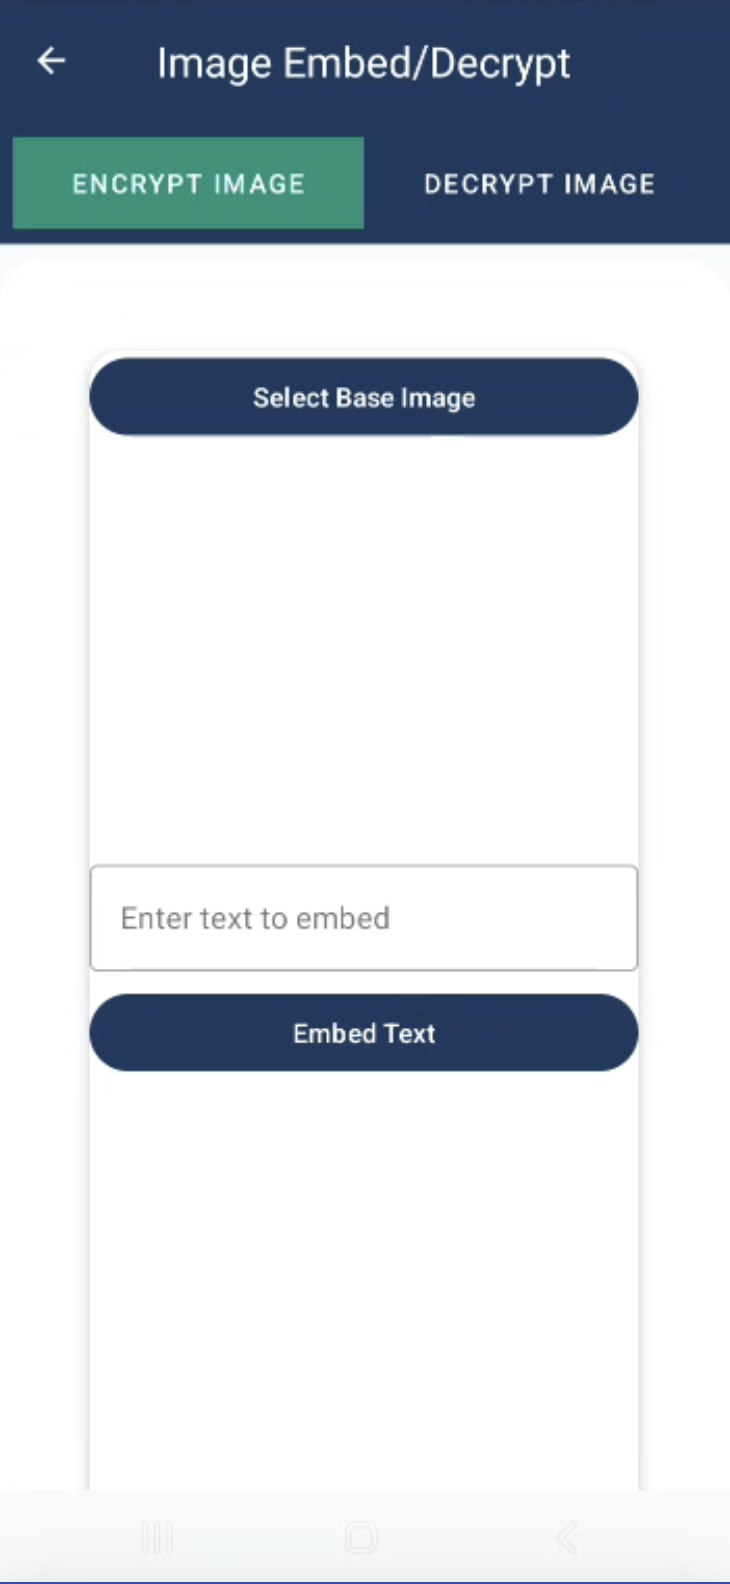 Image Embed/Decrypt
ENCRYPT IMAGE
DECRYPT IMAGE
Select Base Image
Enter text to embed
Embed Text